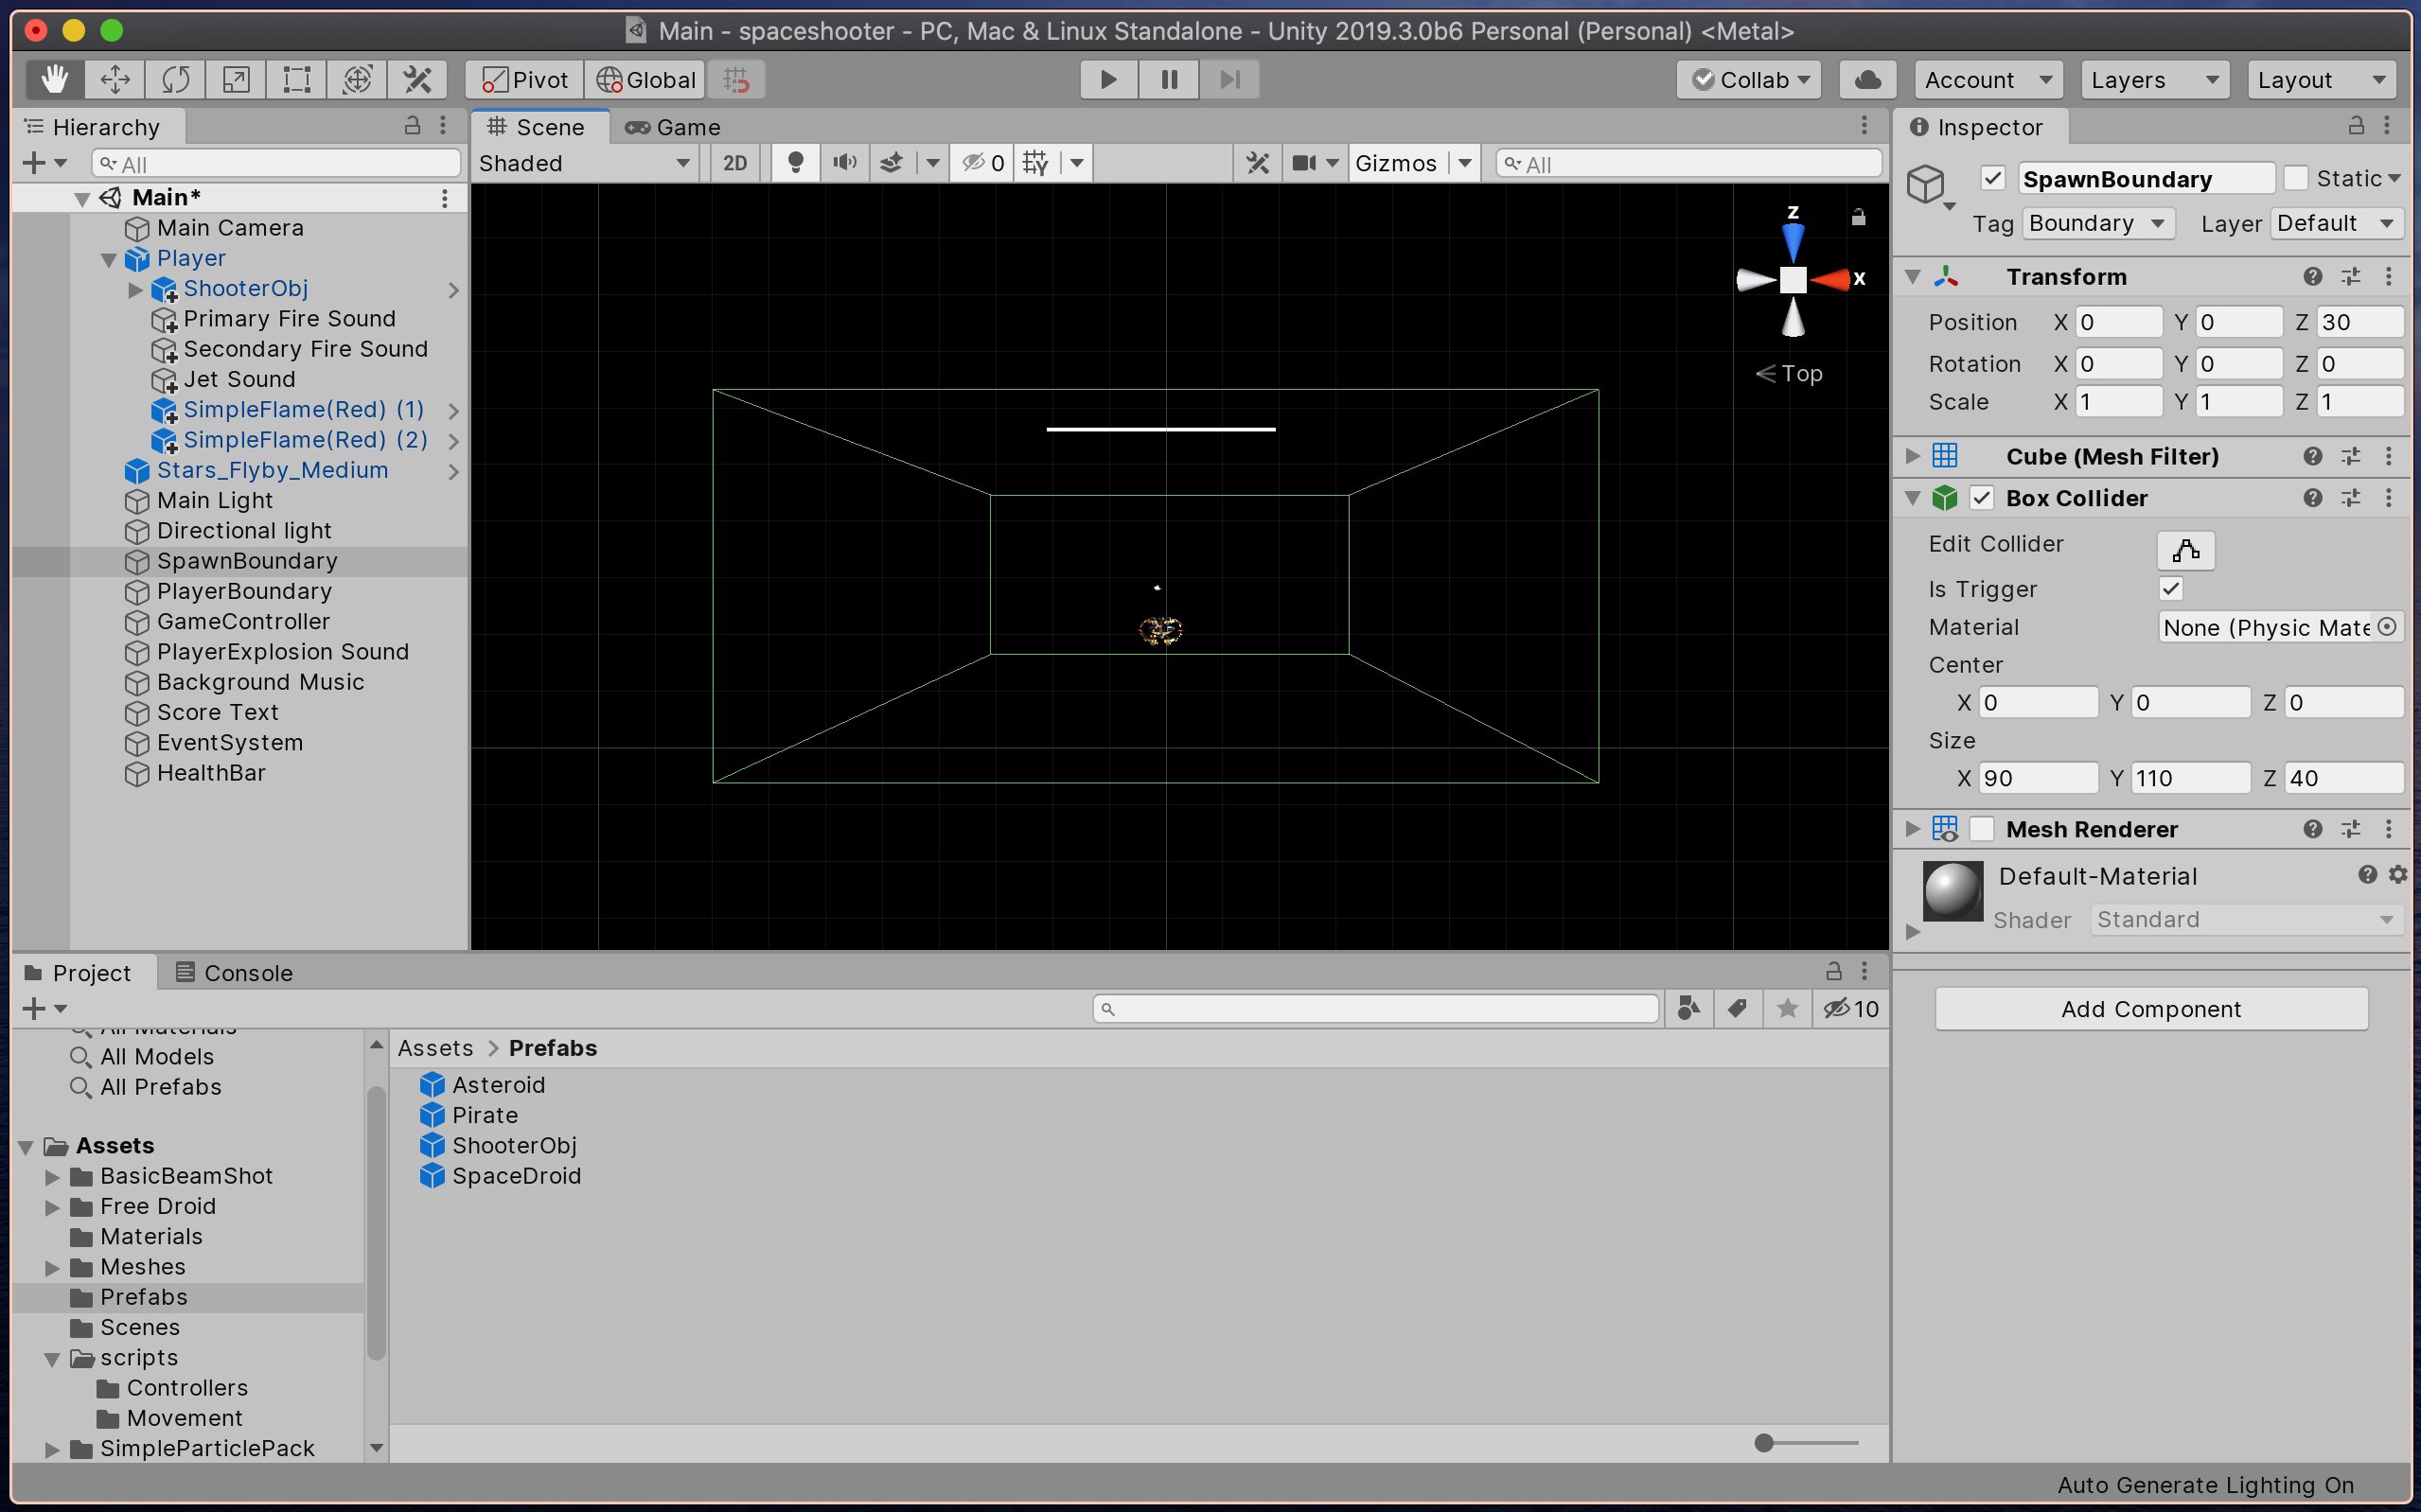 Main - spaceshooter - PC, Mac & Linux Standalone - Unity 2019.3.0b6 Personal (Personal) <Metal>
Pivot Global Collab Account Layers Layout
Hierarchy
All
Main*
Main Camera
Player
ShooterObj
Primary Fire Sound
Secondary Fire Sound
Jet Sound
SimpleFlame(Red) (1)
SimpleFlame(Red) (2)
Stars_Flyby_Medium
Main Light
Directional light
SpawnBoundary
PlayerBoundary
GameController
PlayerExplosion Sound
Background Music
Score Text
EventSystem
HealthBar
Scene Game
Shaded 2D 0 Gizmos All
z
x
< Top
Inspector
SpawnBoundary Static
Tag Boundary Layer Default
Transform
Position X 0 Y 0 Z 30
Rotation X 0 Y 0 Z 0
Scale X 1 Y 1 Z 1
Cube (Mesh Filter)
Box Collider
Edit Collider
Is Trigger
Material None (Physic Mate
Center
X 0 Y 0 Z 0
Size
X 90 Y 110 Z 40
Mesh Renderer
Default-Material
Shader Standard
Add Component
Project Console
10
All Materials
All Models
All Prefabs
Assets
BasicBeamShot
Free Droid
Materials
Meshes
Prefabs
Scenes
scripts
Controllers
Movement
SimpleParticlePack
Assets > Prefabs
Asteroid
Pirate
ShooterObj
SpaceDroid
Auto Generate Lighting On